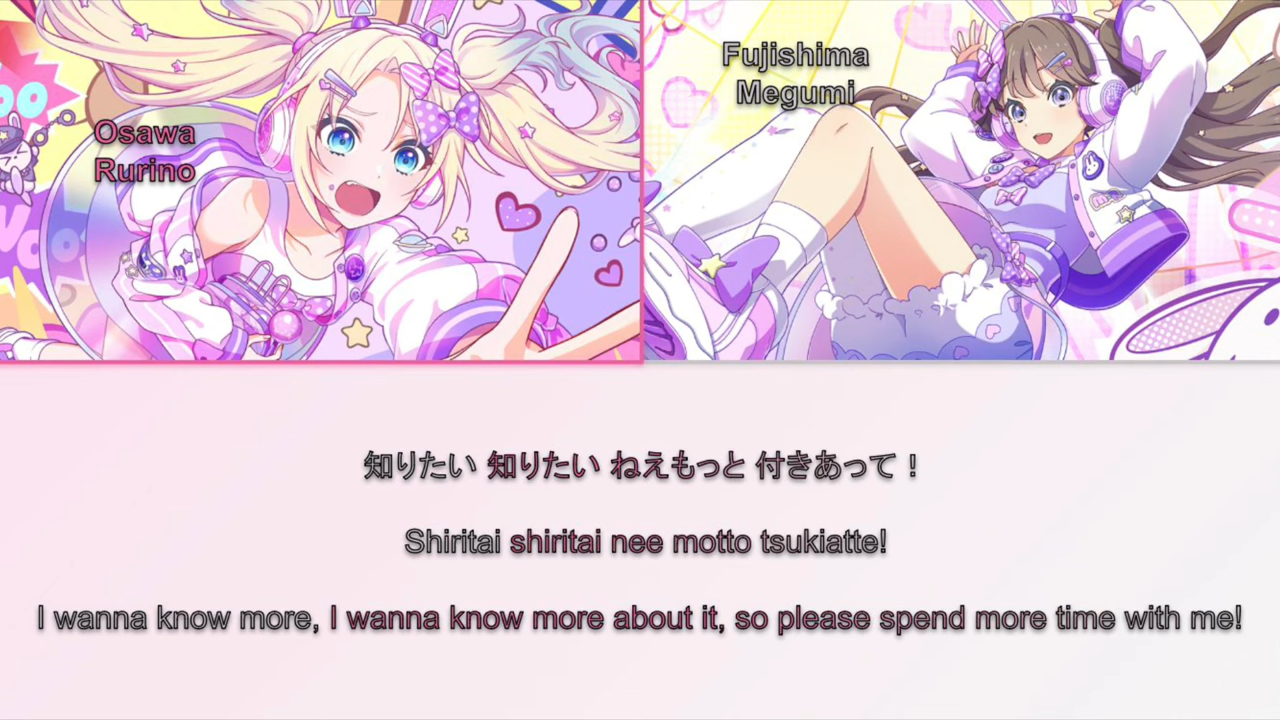 Osawa
Rurino
Fujishima
Megumi
知りたい 知りたい ねえもっと 付きあって！
Shiritai shiritai nee motto tsukiatte!
I wanna know more, I wanna know more about it, so please spend more time with me!